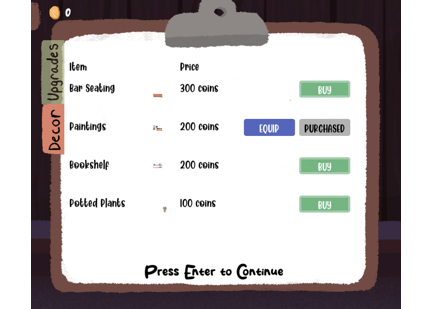 0
Upgrades
Decor
Item Price
Bar Seating 300 coins BUY
Paintings 200 coins EQUIP PURCHASED
Bookshelf 200 coins BUY
Potted Plants 100 coins BUY
Press Enter to Continue